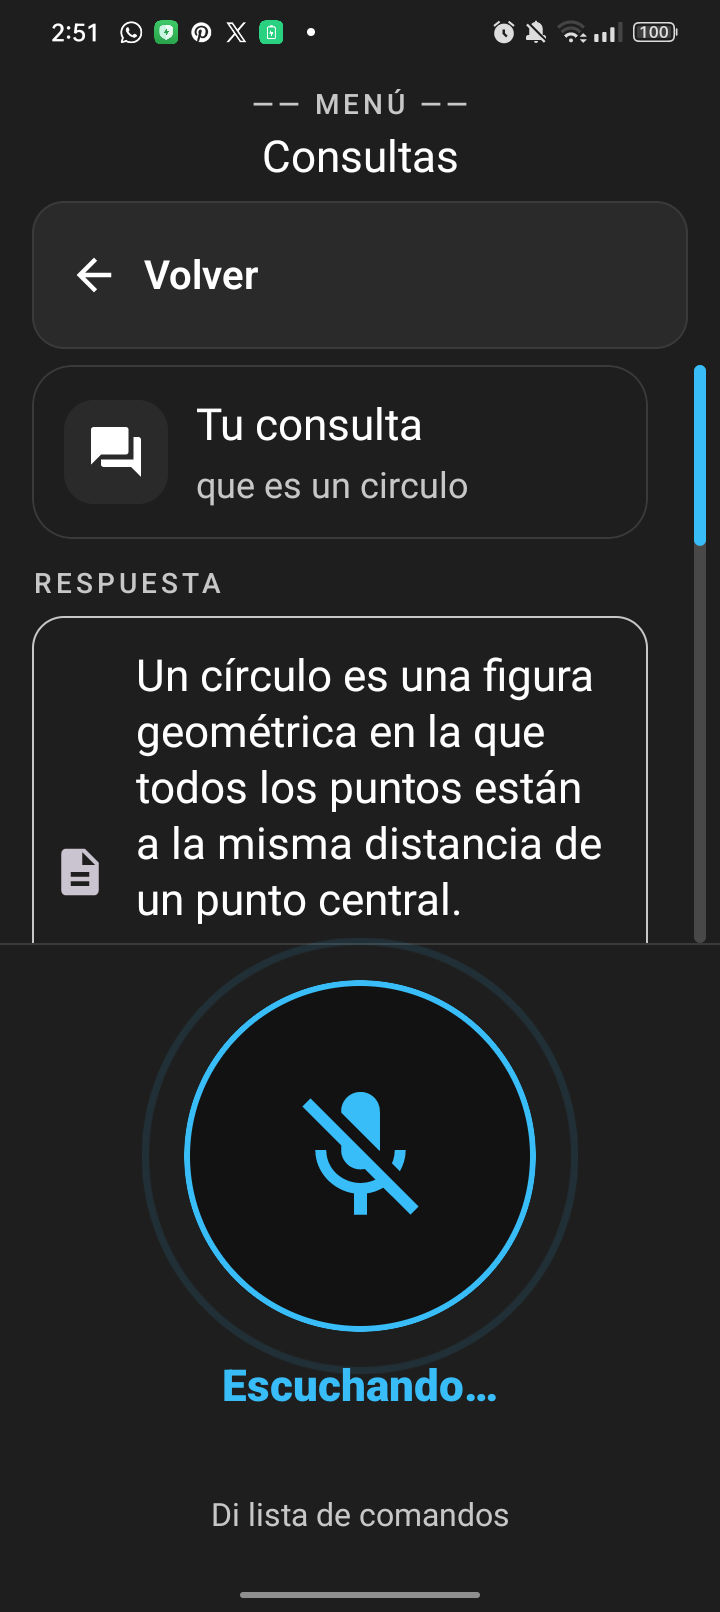 2:51
100
—— MENÚ ——
Consultas
Volver
Tu consulta
que es un circulo
RESPUESTA
Un círculo es una figura
geométrica en la que
todos los puntos están
a la misma distancia de
un punto central.
Escuchando...
Di lista de comandos